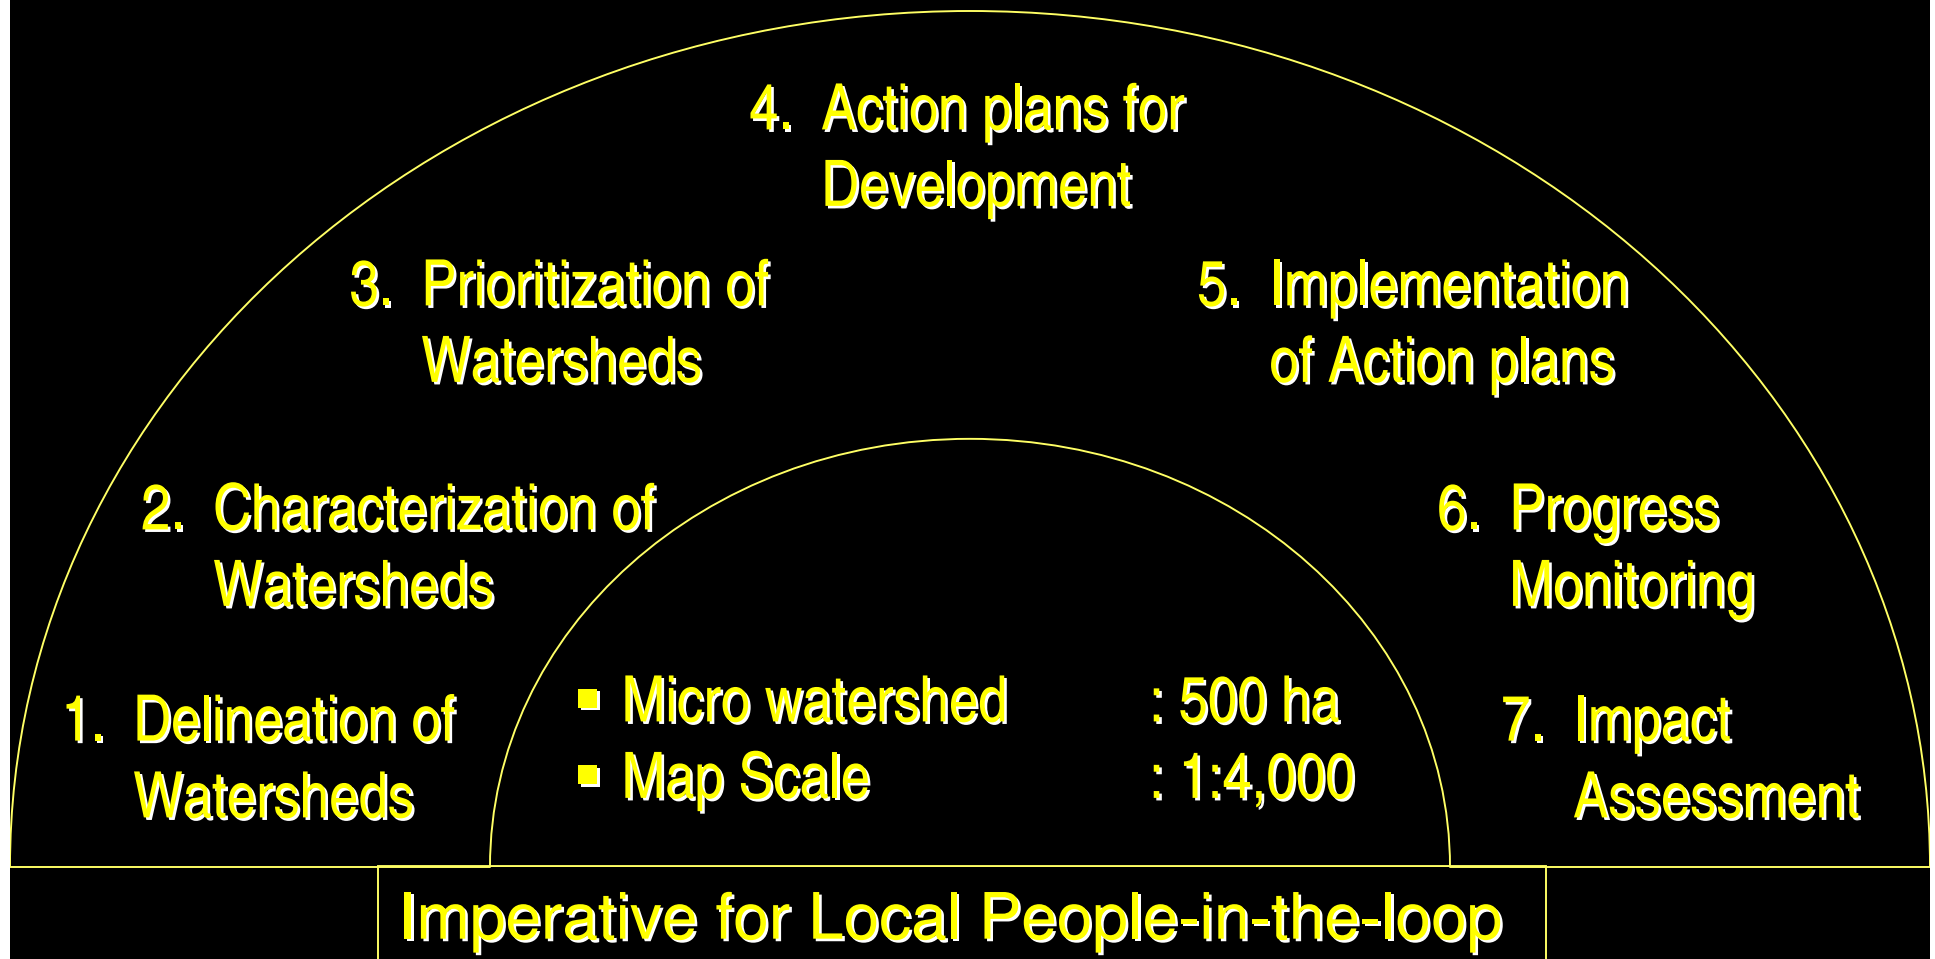 4. Action plans for
Development
3. Prioritization of
Watersheds
5. Implementation
of Action plans
2. Characterization of
Watersheds
6. Progress
Monitoring
1. Delineation of
Watersheds
▪ Micro watershed : 500 ha
▪ Map Scale : 1:4,000
7. Impact
Assessment
Imperative for Local People-in-the-loop